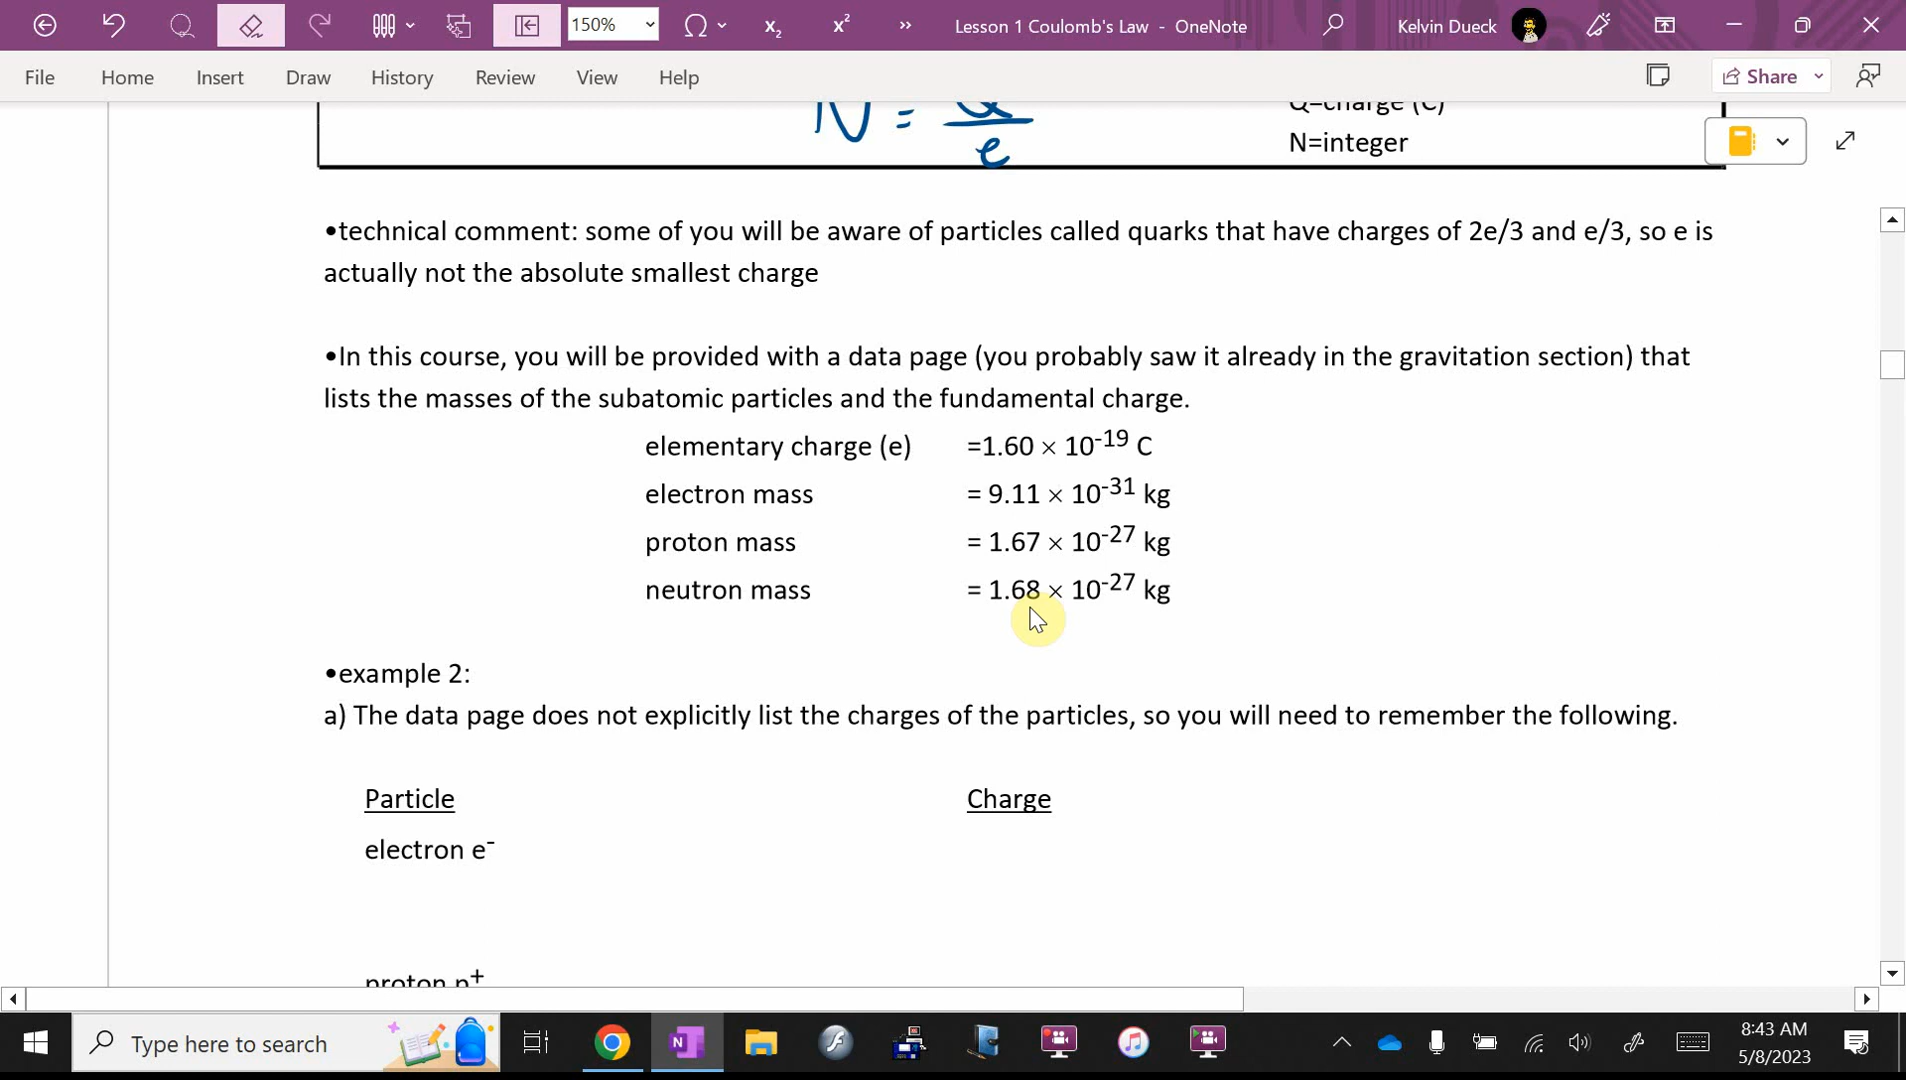 150%
Ω
x₂
x²
»
Lesson 1 Coulomb's Law - OneNote
Kelvin Dueck
File
Home
Insert
Draw
History
Review
View
Help
Share
N = Q/e
Q=charge (C)
N=integer
•technical comment: some of you will be aware of particles called quarks that have charges of 2e/3 and e/3, so e is
actually not the absolute smallest charge
•In this course, you will be provided with a data page (you probably saw it already in the gravitation section) that
lists the masses of the subatomic particles and the fundamental charge.
elementary charge (e) =1.60 × 10⁻¹⁹ C
electron mass = 9.11 × 10⁻³¹ kg
proton mass = 1.67 × 10⁻²⁷ kg
neutron mass = 1.68 × 10⁻²⁷ kg
•example 2:
a) The data page does not explicitly list the charges of the particles, so you will need to remember the following.
Particle Charge
electron e⁻
proton p⁺
Type here to search
8:43 AM
5/8/2023